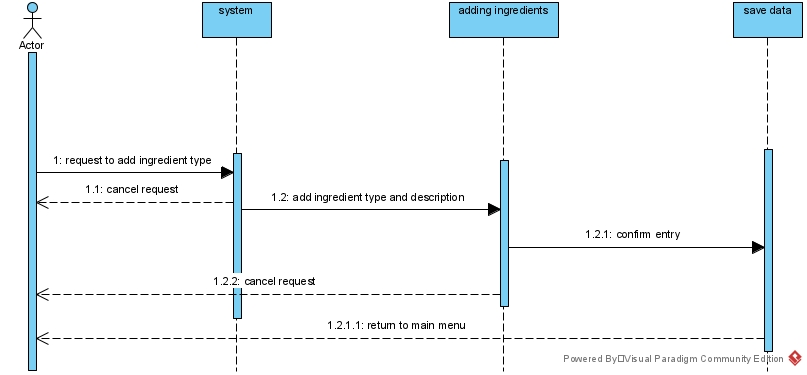 system
adding ingredients
save data
Actor
1: request to add ingredient type
1.1: cancel request
1.2: add ingredient type and description
1.2.1: confirm entry
1.2.2: cancel request
1.2.1.1: return to main menu
Powered By Visual Paradigm Community Edition